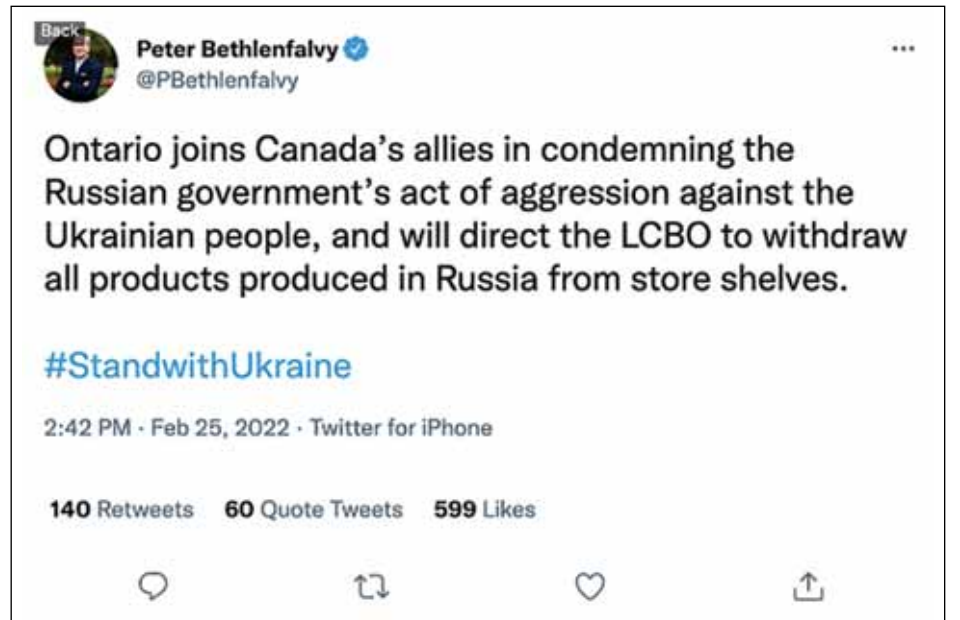 Back
Peter Bethlenfalvy
@PBethlenfalvy
Ontario joins Canada’s allies in condemning the
Russian government’s act of aggression against the
Ukrainian people, and will direct the LCBO to withdraw
all products produced in Russia from store shelves.
#StandwithUkraine
2:42 PM · Feb 25, 2022 · Twitter for iPhone
140 Retweets 60 Quote Tweets 599 Likes